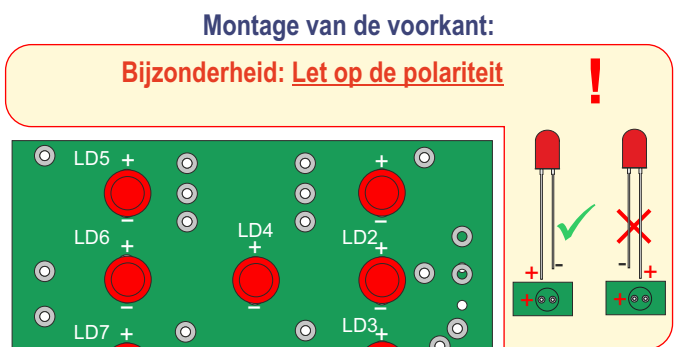 Montage van de voorkant:
Bijzonderheid: Let op de polariteit
!
LD5 + +
- -
LD6 + LD4 + LD2 +
- - -
LD7 + LD3 +
- -
+ +
+ +